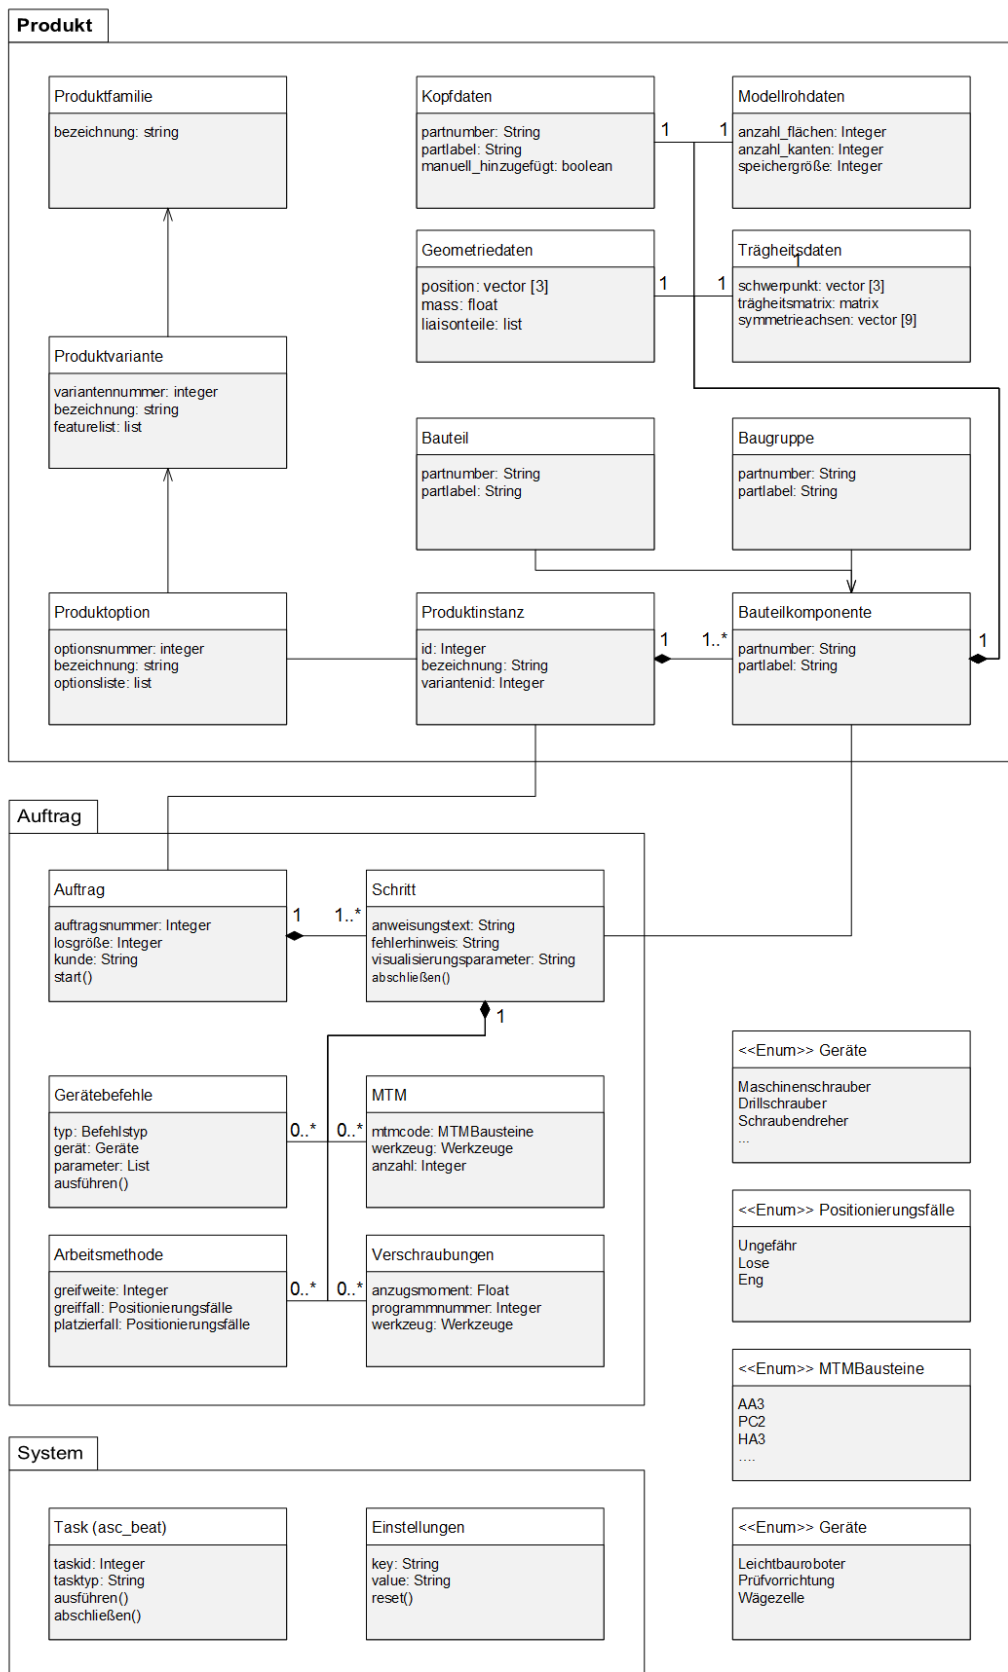 Produkt
Produktfamilie
bezeichnung: string
Kopfdaten
partnumber: String
partlabel: String
manuell_hinzugefügt: boolean
1
1
Modellrohdaten
anzahl_flächen: Integer
anzahl_kanten: Integer
speichergröße: Integer
Geometriedaten
position: vector [3]
mass: float
liaisonteile: list
1
1
Trägheitsdaten
1
schwerpunkt: vector [3]
trägheitsmatrix: matrix
symmetrieachsen: vector [9]
Produktvariante
variantennummer: integer
bezeichnung: string
featurelist: list
Bauteil
partnumber: String
partlabel: String
Baugruppe
partnumber: String
partlabel: String
Produktoption
optionsnummer: integer
bezeichnung: string
optionsliste: list
Produktinstanz
id: Integer
bezeichnung: String
variantenid: Integer
1
1..*
Bauteilkomponente
partnumber: String
partlabel: String
1
Auftrag
Auftrag
auftragsnummer: Integer
losgröße: Integer
kunde: String
start()
1
1..*
Schritt
anweisungstext: String
fehlerhinweis: String
visualisierungsparameter: String
abschließen()
1
Gerätebefehle
typ: Befehlstyp
gerät: Geräte
parameter: List
ausführen()
0..*
0..*
MTM
mtmcode: MTMBausteine
werkzeug: Werkzeuge
anzahl: Integer
Arbeitsmethode
greifweite: Integer
greiffall: Positionierungsfälle
platzierfall: Positionierungsfälle
0..*
0..*
Verschraubungen
anzugsmoment: Float
programmnummer: Integer
werkzeug: Werkzeuge
<<Enum>> Geräte
Maschinenschrauber
Drillschrauber
Schraubendreher
...
<<Enum>> Positionierungsfälle
Ungefähr
Lose
Eng
<<Enum>> MTMBausteine
AA3
PC2
HA3
....
System
Task (asc_beat)
taskid: Integer
tasktyp: String
ausführen()
abschließen()
Einstellungen
key: String
value: String
reset()
<<Enum>> Geräte
Leichtbauroboter
Prüfvorrichtung
Wägezelle